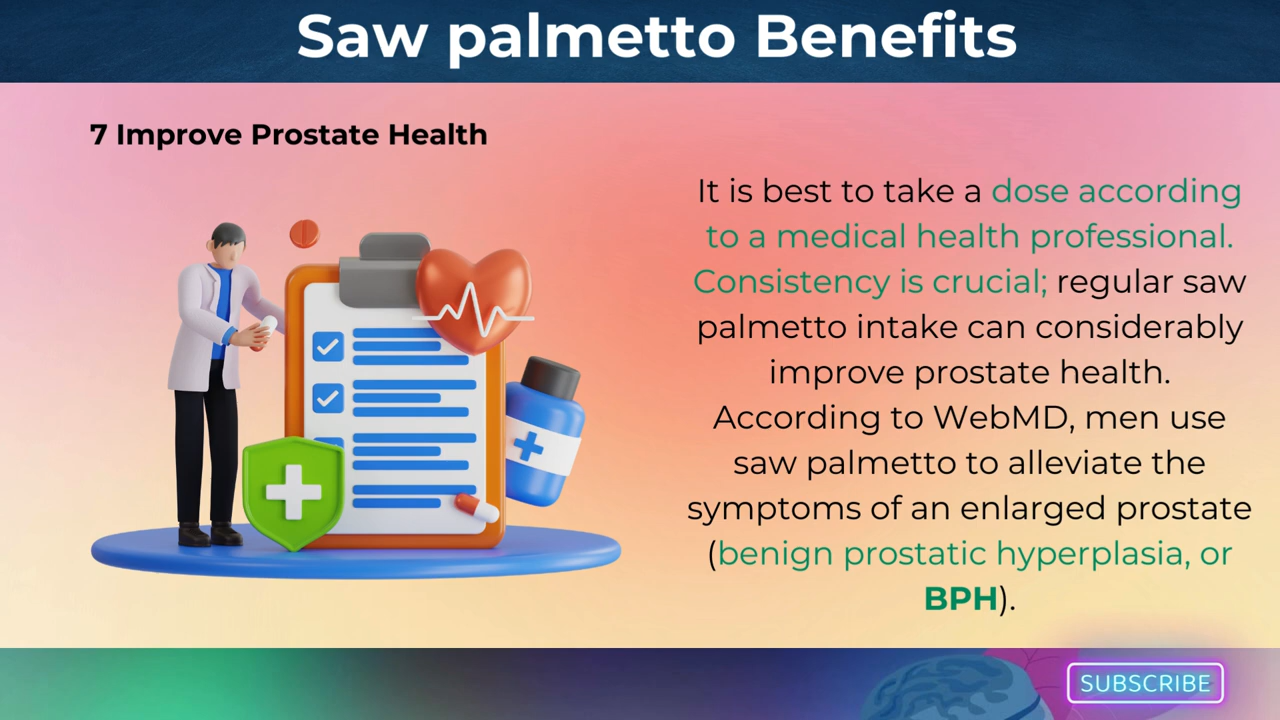 Saw palmetto Benefits
7 Improve Prostate Health
It is best to take a dose according
to a medical health professional.
Consistency is crucial; regular saw
palmetto intake can considerably
improve prostate health.
According to WebMD, men use
saw palmetto to alleviate the
symptoms of an enlarged prostate
(benign prostatic hyperplasia, or
BPH).
SUBSCRIBE